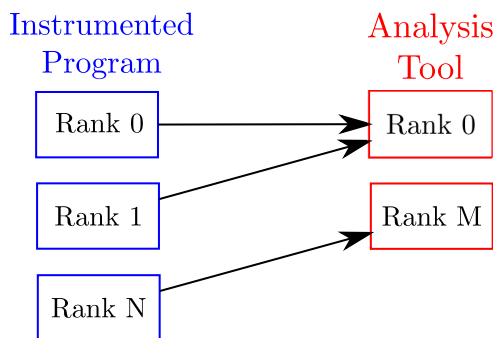 Instrumented
Program
Analysis
Tool
Rank 0
Rank 0
Rank 1
Rank M
Rank N